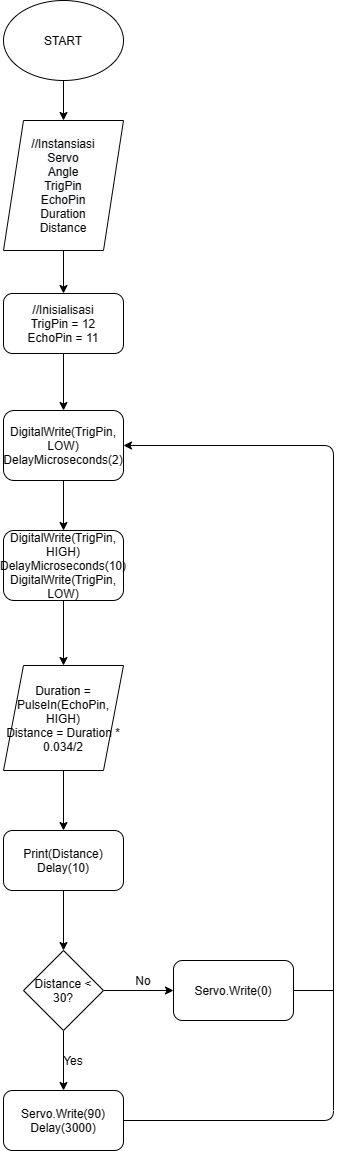 START
//Instansiasi
Servo
Angle
TrigPin
EchoPin
Duration
Distance
//Inisialisasi
TrigPin = 12
EchoPin = 11
DigitalWrite(TrigPin,
LOW)
DelayMicroseconds(2)
DigitalWrite(TrigPin,
HIGH)
DelayMicroseconds(10)
DigitalWrite(TrigPin,
LOW)
Duration =
PulseIn(EchoPin,
HIGH)
Distance = Duration *
0.034/2
Print(Distance)
Delay(10)
Distance <
30?
No
Servo.Write(0)
Yes
Servo.Write(90)
Delay(3000)